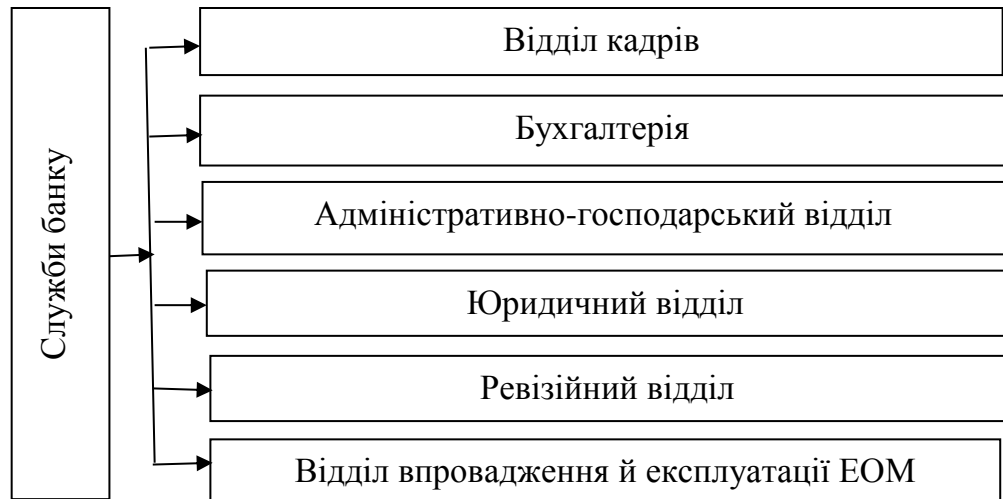 Служби банку
Відділ кадрів
Бухгалтерія
Адміністративно-господарський відділ
Юридичний відділ
Ревізійний відділ
Відділ впровадження й експлуатації ЕОМ